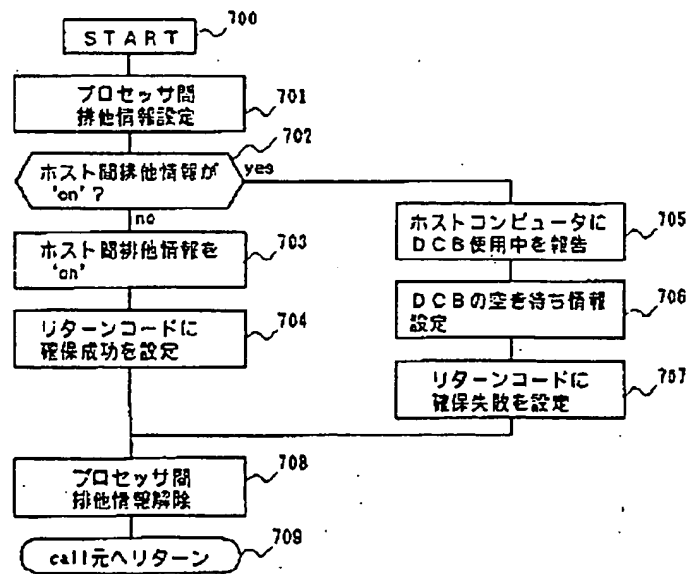 START
700
プロセッサ間
排他情報設定
701
702
ホスト間排他情報が
'on'?
yes
no
ホスト間排他情報を
'on'
703
リターンコードに
確保成功を設定
704
ホストコンピュータに
DCB使用中を報告
705
DCBの空き待ち情報
設定
706
リターンコードに
確保失敗を設定
707
プロセッサ間
排他情報解除
708
call元へリターン
709